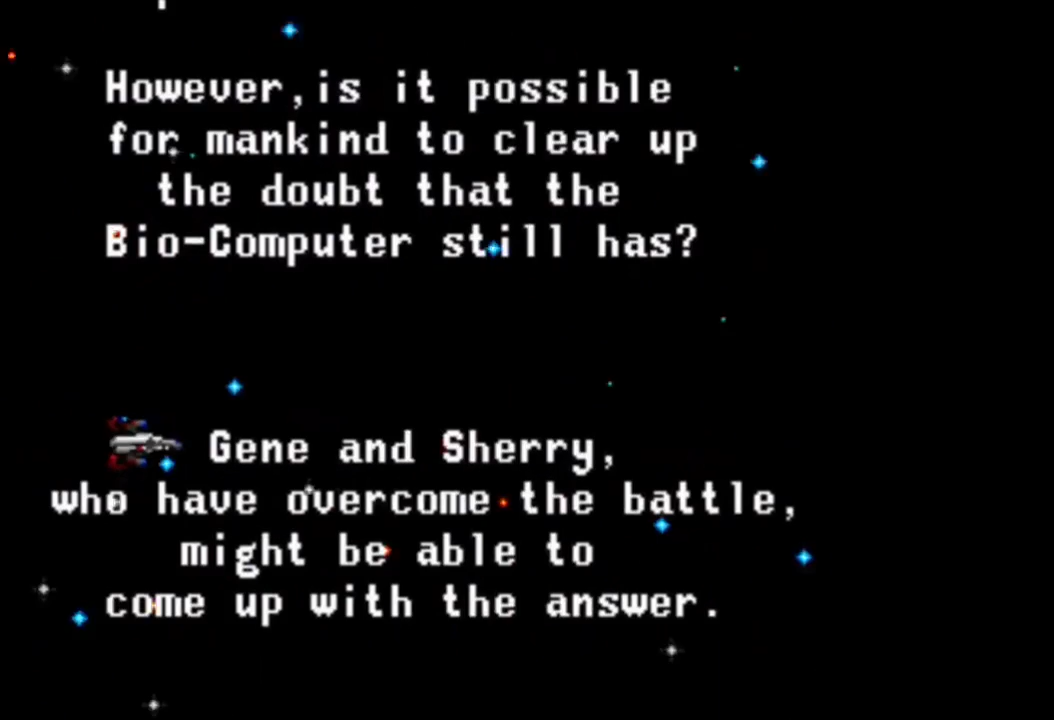 However,is it possible
for mankind to clear up
the doubt that the
Bio-Computer still has?
Gene and Sherry,
who have overcome the battle,
might be able to
come up with the answer.